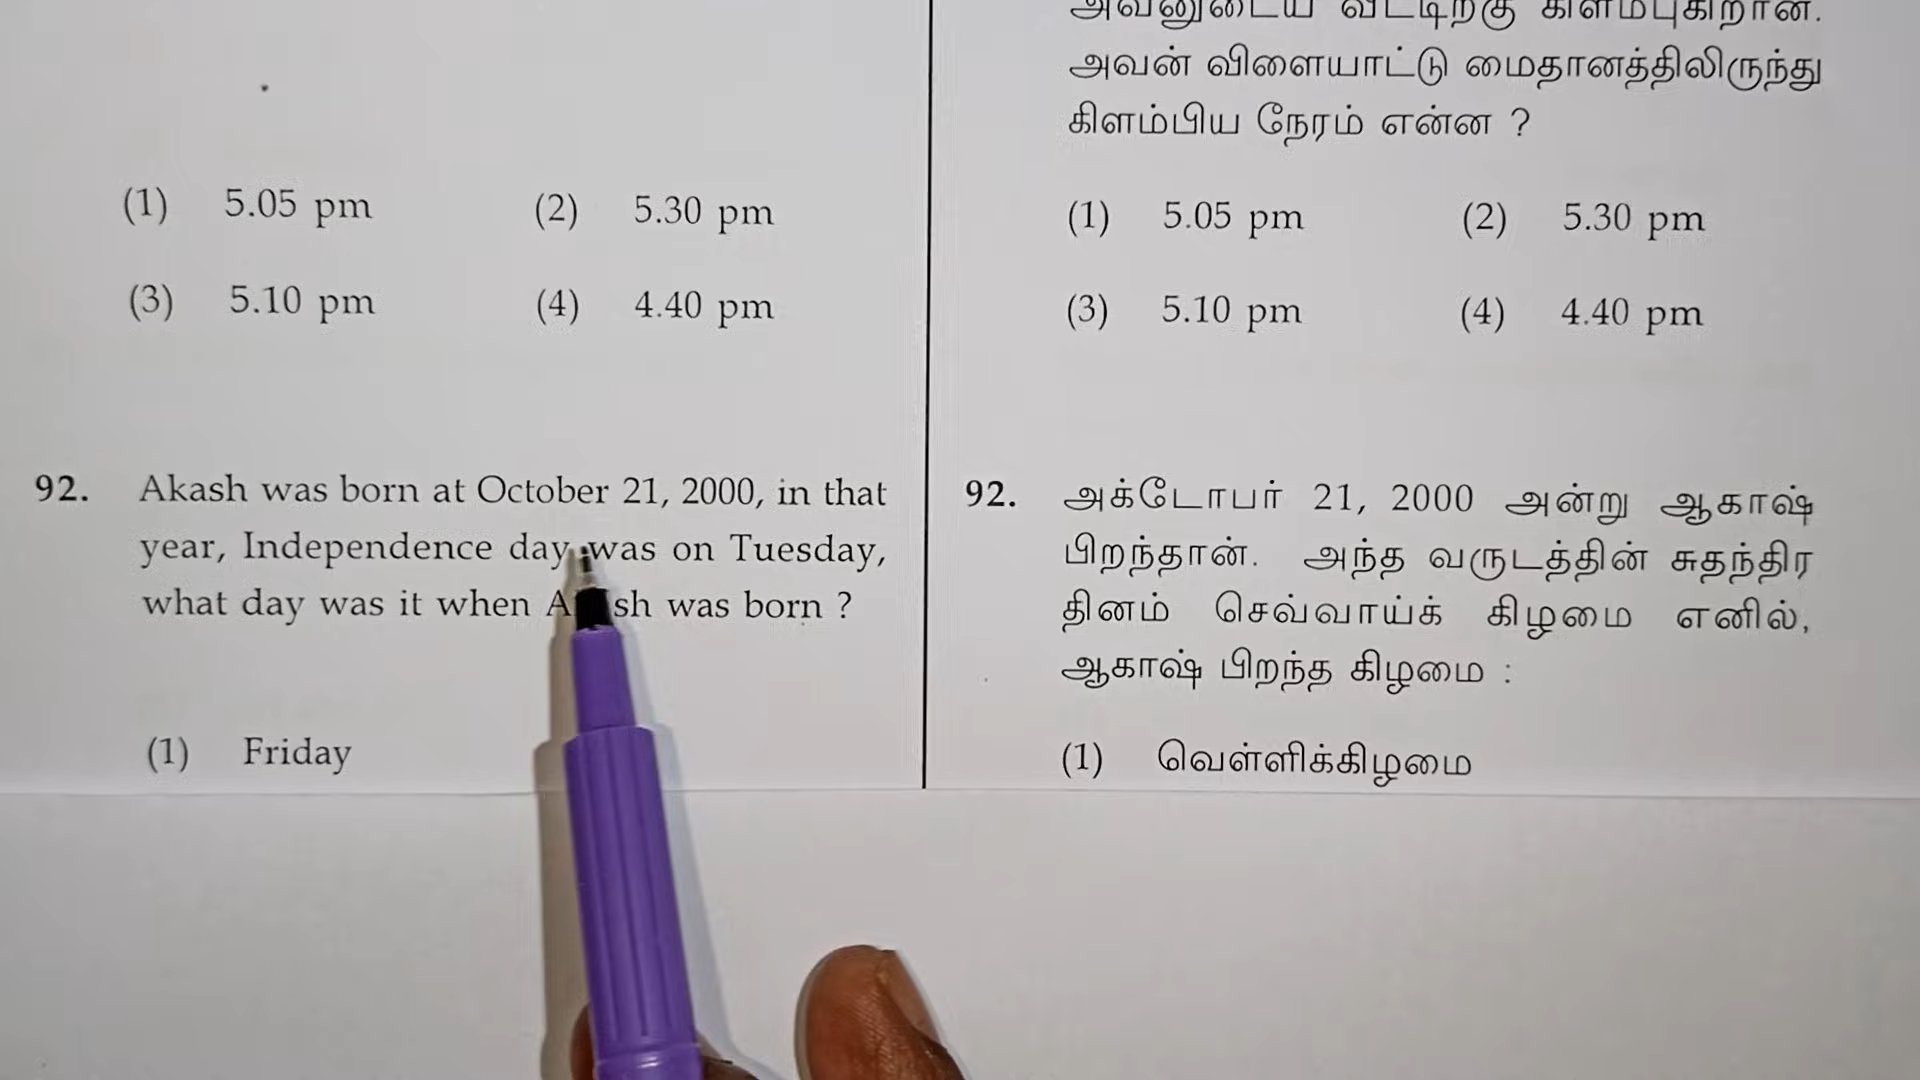 (1) 5.05 pm (2) 5.30 pm
(3) 5.10 pm (4) 4.40 pm
92. Akash was born at October 21, 2000, in that
year, Independence day was on Tuesday,
what day was it when was born ?
(1) Friday
அவனுடைய வீட்டிற்கு கிளம்புகிறான்.
அவன் விளையாட்டு மைதானத்திலிருந்து
கிளம்பிய நேரம் என்ன ?
(1) 5.05 pm (2) 5.30 pm
(3) 5.10 pm (4) 4.40 pm
92. அக்டோபர் 21, 2000 அன்று ஆகாஷ்
பிறந்தான். அந்த வருடத்தின் சுதந்திர
தினம் செவ்வாய்க் கிழமை எனில்,
ஆகாஷ் பிறந்த கிழமை :
(1) வெள்ளிக்கிழமை